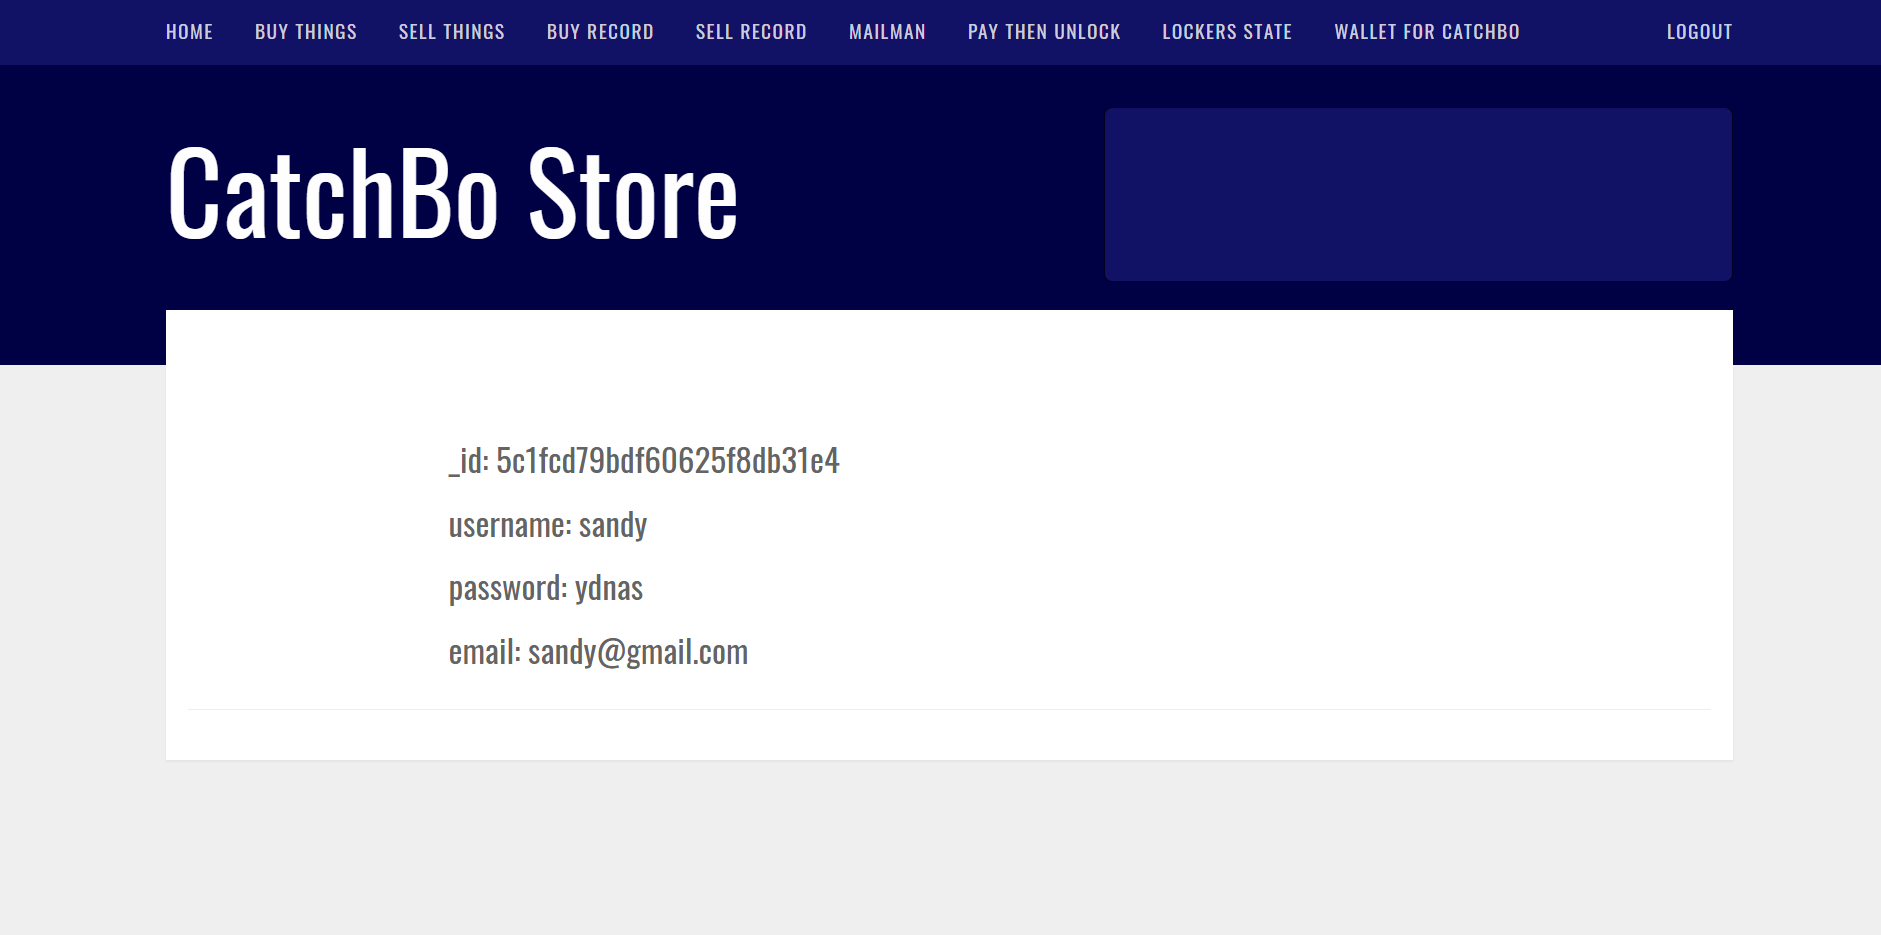 HOME BUY THINGS SELL THINGS BUY RECORD SELL RECORD MAILMAN PAY THEN UNLOCK LOCKERS STATE WALLET FOR CATCHBO LOGOUT
CatchBo Store
_id: 5c1fcd79bdf60625f8db31e4
username: sandy
password: ydnas
email: sandy@gmail.com